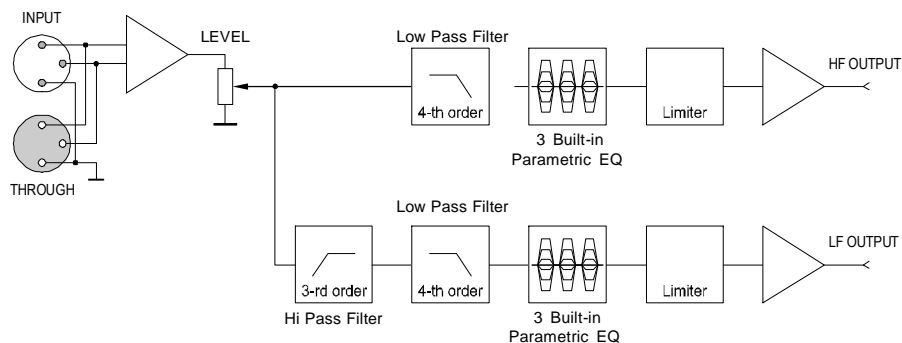 INPUT
LEVEL
THROUGH
Low Pass Filter
4-th order
3 Built-in
Parametric EQ
Limiter
HF OUTPUT
3-rd order
Hi Pass Filter
Low Pass Filter
4-th order
3 Built-in
Parametric EQ
Limiter
LF OUTPUT